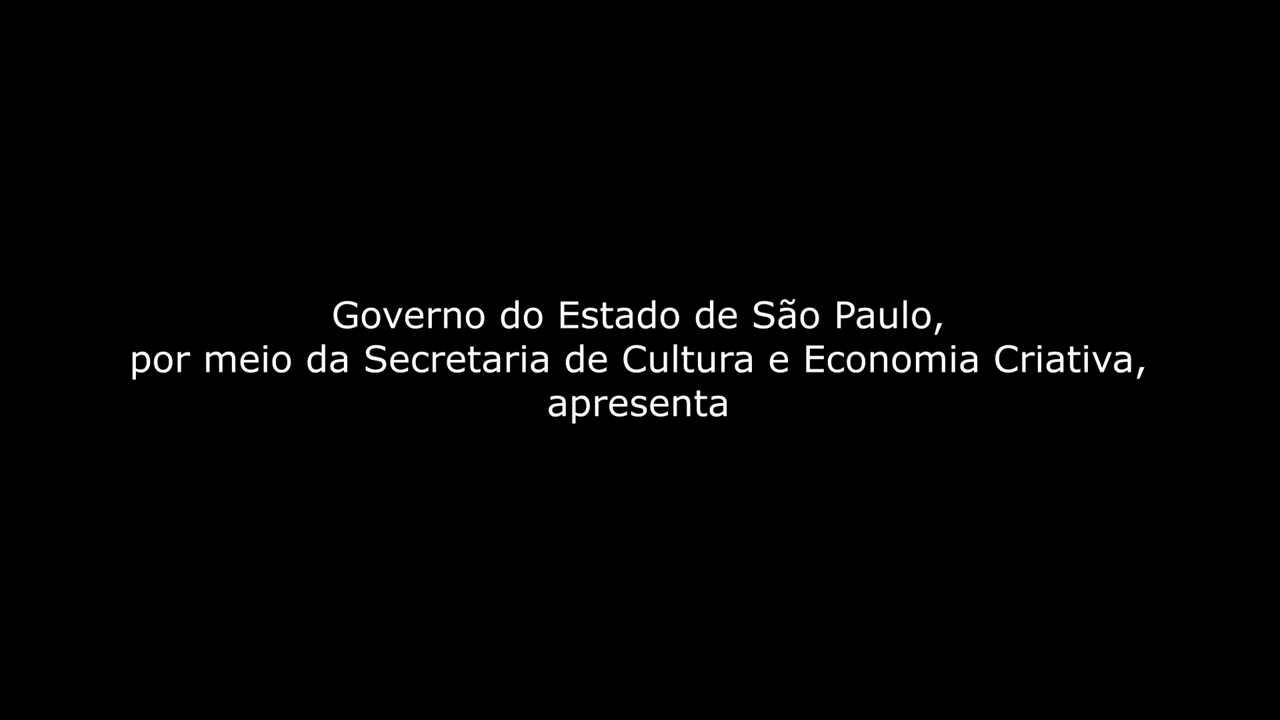 Governo do Estado de São Paulo,
por meio da Secretaria de Cultura e Economia Criativa,
apresenta